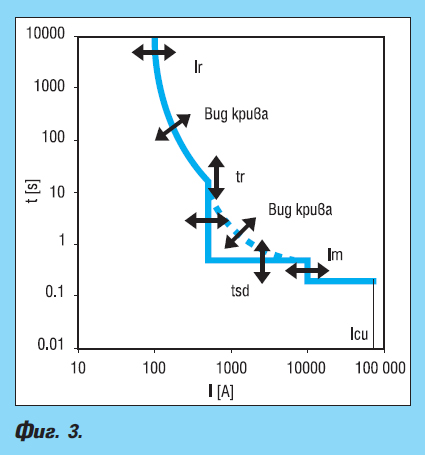 10000
1000
100
10
1
0.1
0.01
t [s]
Ir
Вид крива
tr
Вид крива
Im
tsd
Icu
10
100
1000
10000
100 000
I [A]
Фиг. 3.